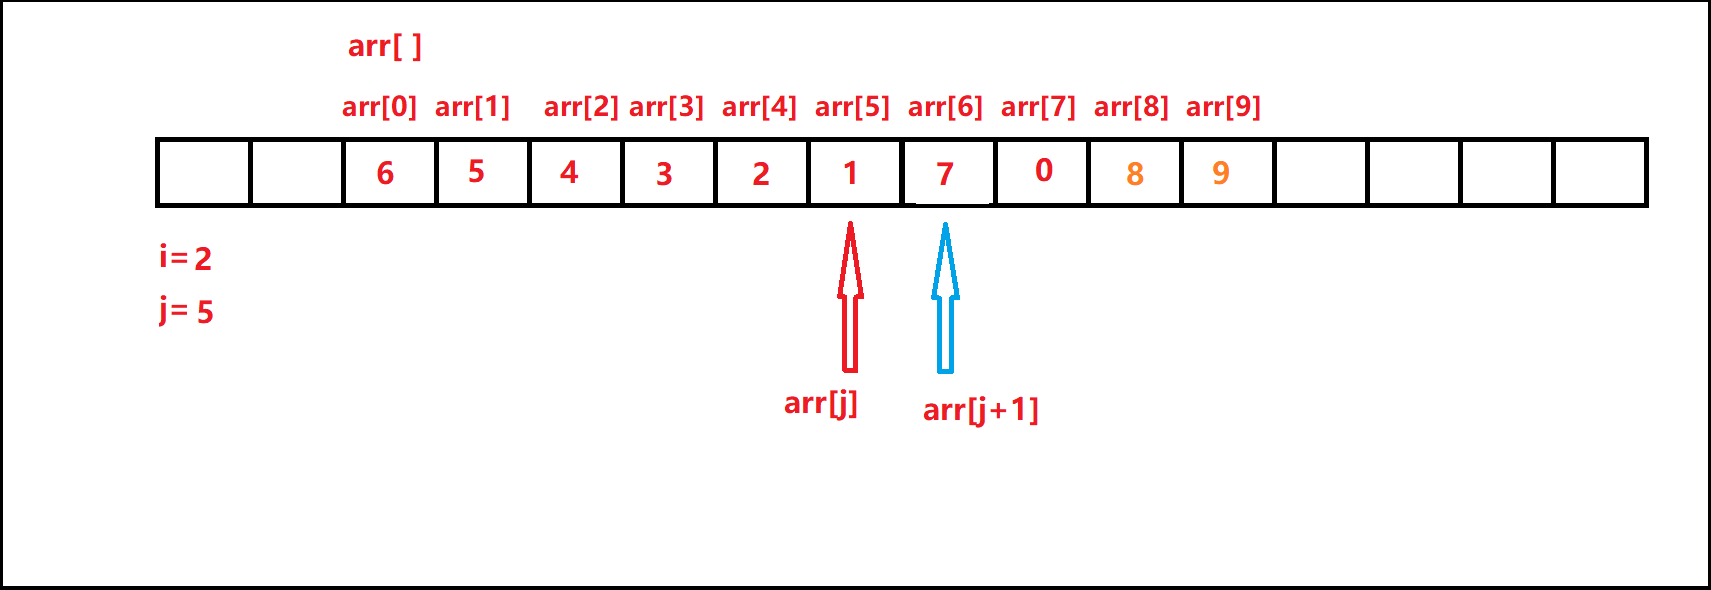 arr[ ]
arr[0] arr[1] arr[2] arr[3] arr[4] arr[5] arr[6] arr[7] arr[8] arr[9]
6 5 4 3 2 1 7 0 8 9
i= 2
j= 5
arr[j] arr[j+1]